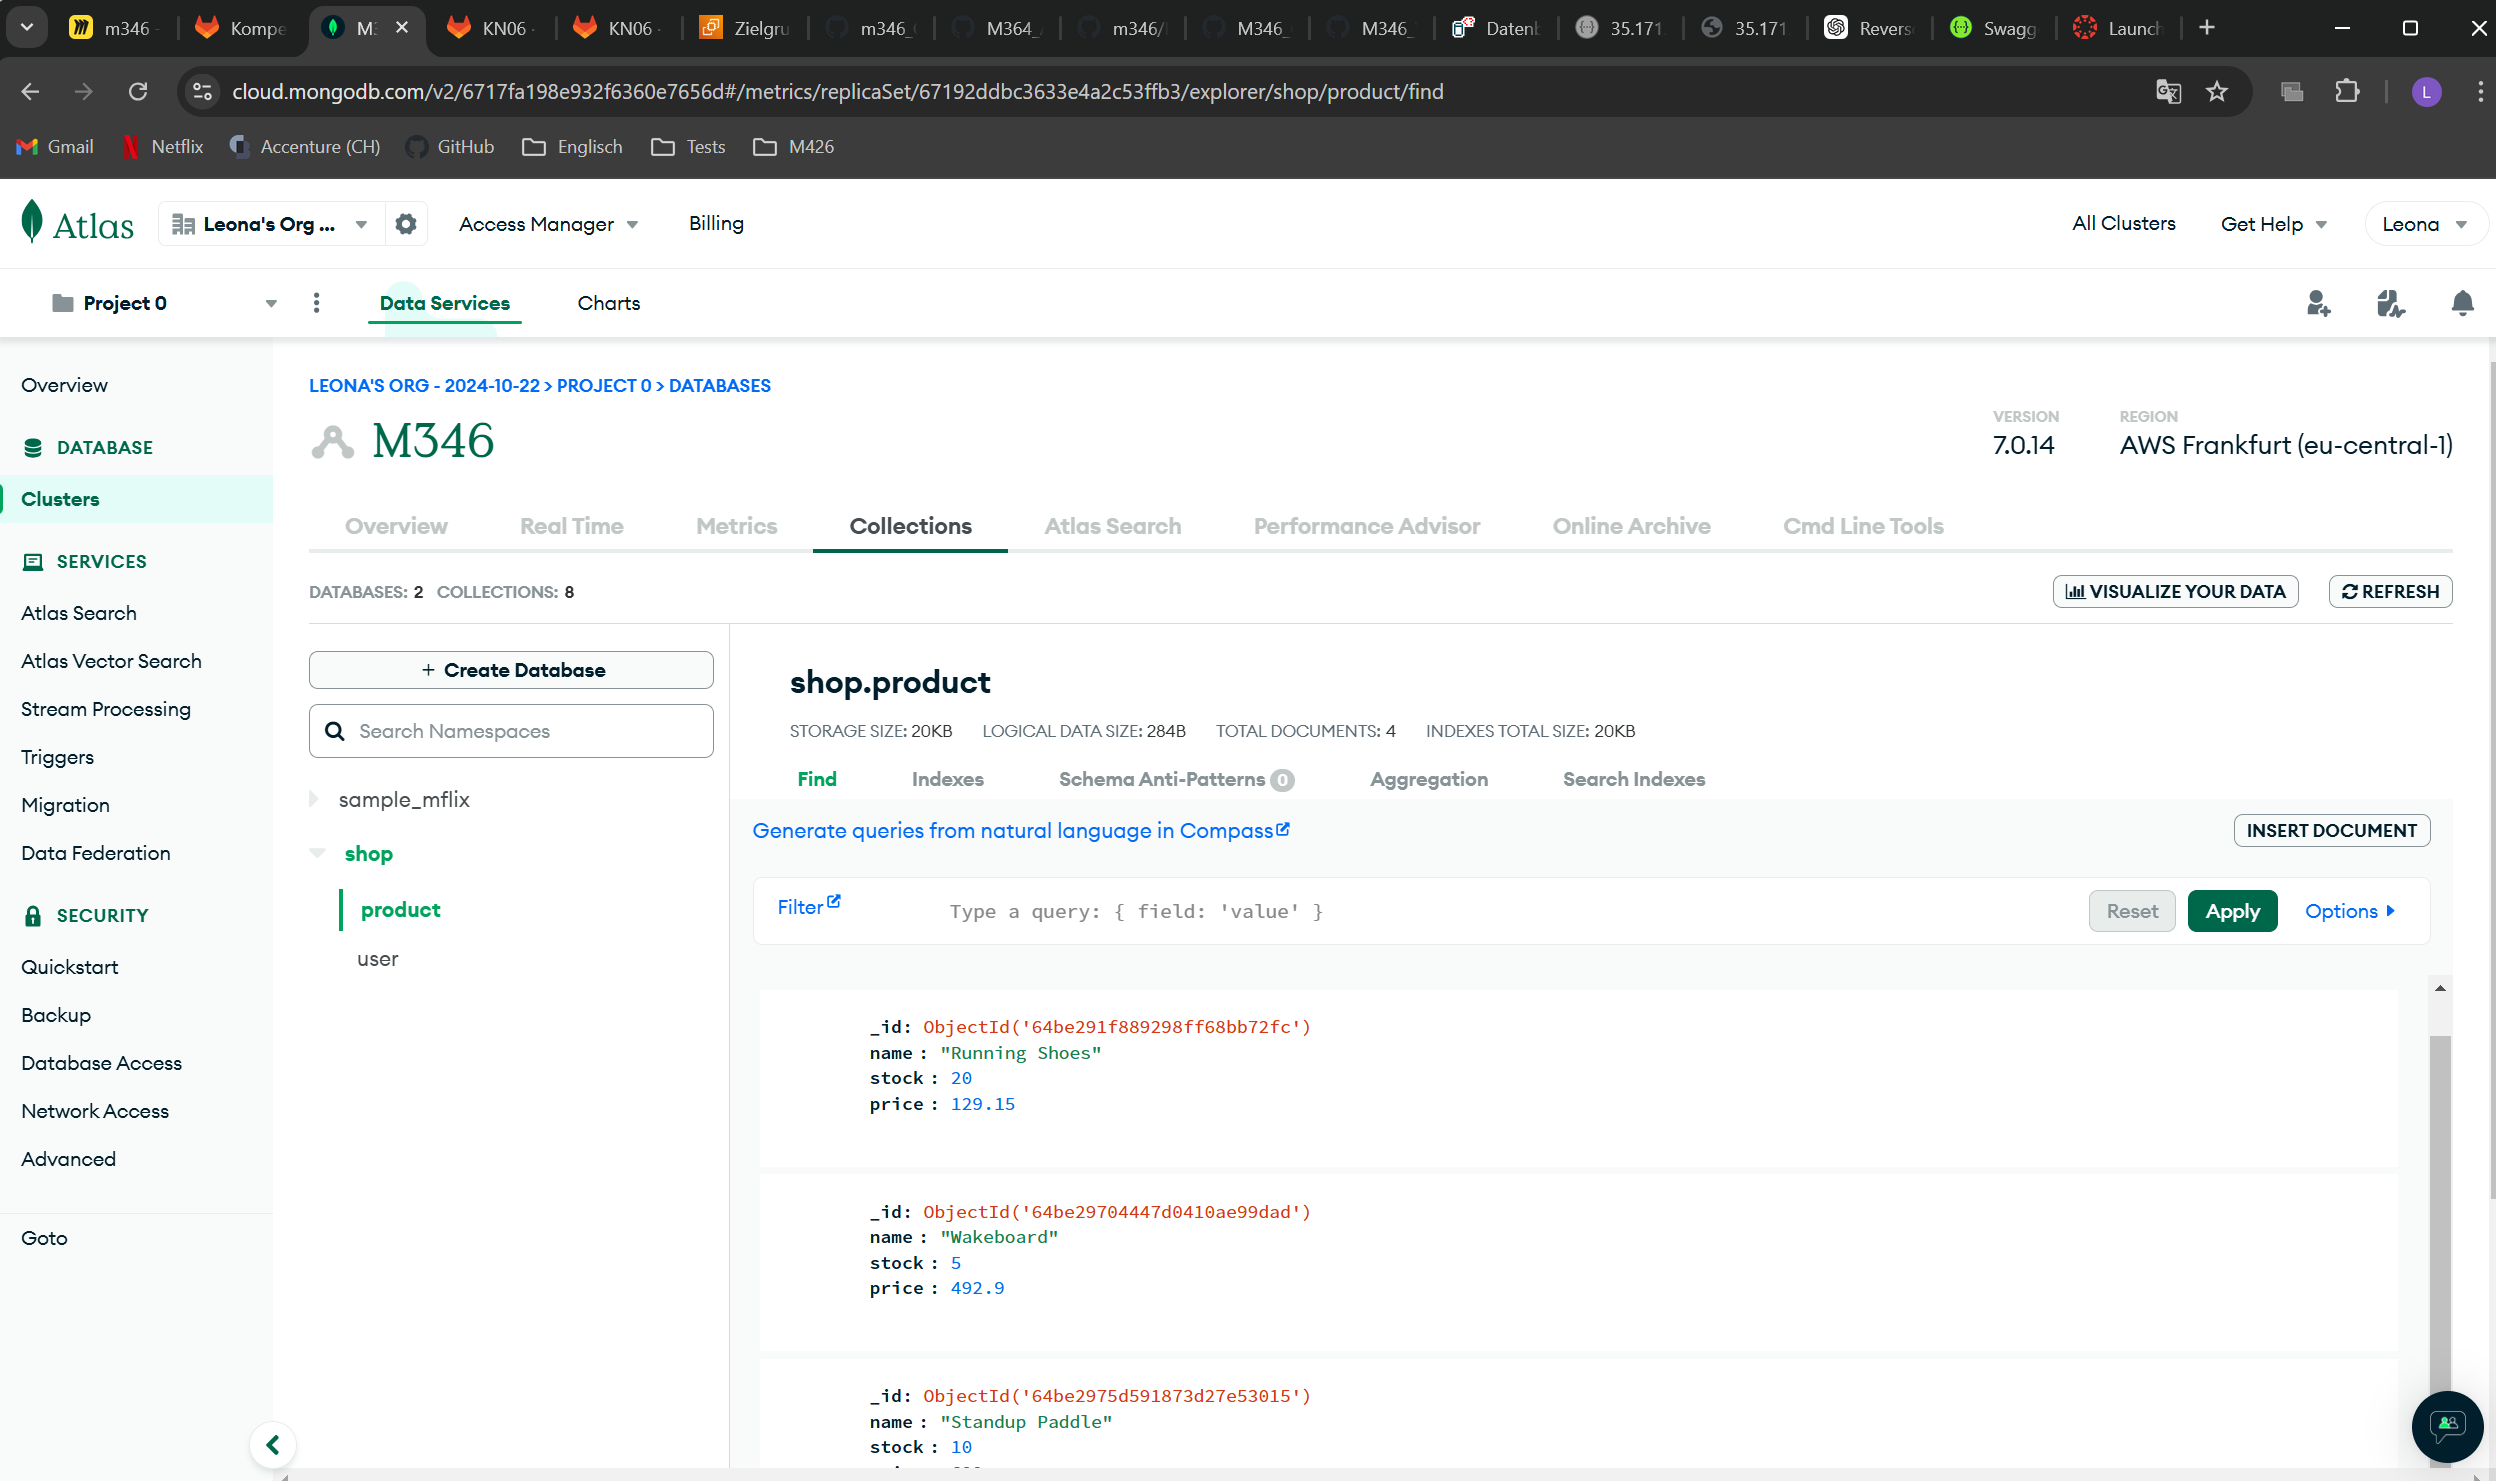 m346 -
Kompe
M3
KN06 -
KN06 -
Zielgru
m346_
M364_
m346/
M346_
M346_
Datenb
35.171.
35.171
Revers
Swagg
Launch
cloud.mongodb.com/v2/6717fa198e932f6360e7656d#/metrics/replicaSet/67192ddbc3633e4a2c53ffb3/explorer/shop/product/find
L
Gmail
Netflix
Accenture (CH)
GitHub
Englisch
Tests
M426
Atlas
Leona's Org ...
Access Manager
Billing
All Clusters
Get Help
Leona
Project 0
Data Services
Charts
Overview
DATABASE
Clusters
SERVICES
Atlas Search
Atlas Vector Search
Stream Processing
Triggers
Migration
Data Federation
SECURITY
Quickstart
Backup
Database Access
Network Access
Advanced
Goto
LEONA'S ORG - 2024-10-22 > PROJECT 0 > DATABASES
M346
VERSION
7.0.14
REGION
AWS Frankfurt (eu-central-1)
Overview
Real Time
Metrics
Collections
Atlas Search
Performance Advisor
Online Archive
Cmd Line Tools
DATABASES: 2 COLLECTIONS: 8
VISUALIZE YOUR DATA
REFRESH
+ Create Database
Search Namespaces
sample_mflix
shop
product
user
shop.product
STORAGE SIZE: 20KB LOGICAL DATA SIZE: 284B TOTAL DOCUMENTS: 4 INDEXES TOTAL SIZE: 20KB
Find
Indexes
Schema Anti-Patterns 0
Aggregation
Search Indexes
Generate queries from natural language in Compass
INSERT DOCUMENT
Filter
Type a query: { field: 'value' }
Reset
Apply
Options
_id: ObjectId('64be291f889298ff68bb72fc')
name : "Running Shoes"
stock : 20
price : 129.15
_id: ObjectId('64be29704447d0410ae99dad')
name : "Wakeboard"
stock : 5
price : 492.9
_id: ObjectId('64be2975d591873d27e53015')
name : "Standup Paddle"
stock : 10